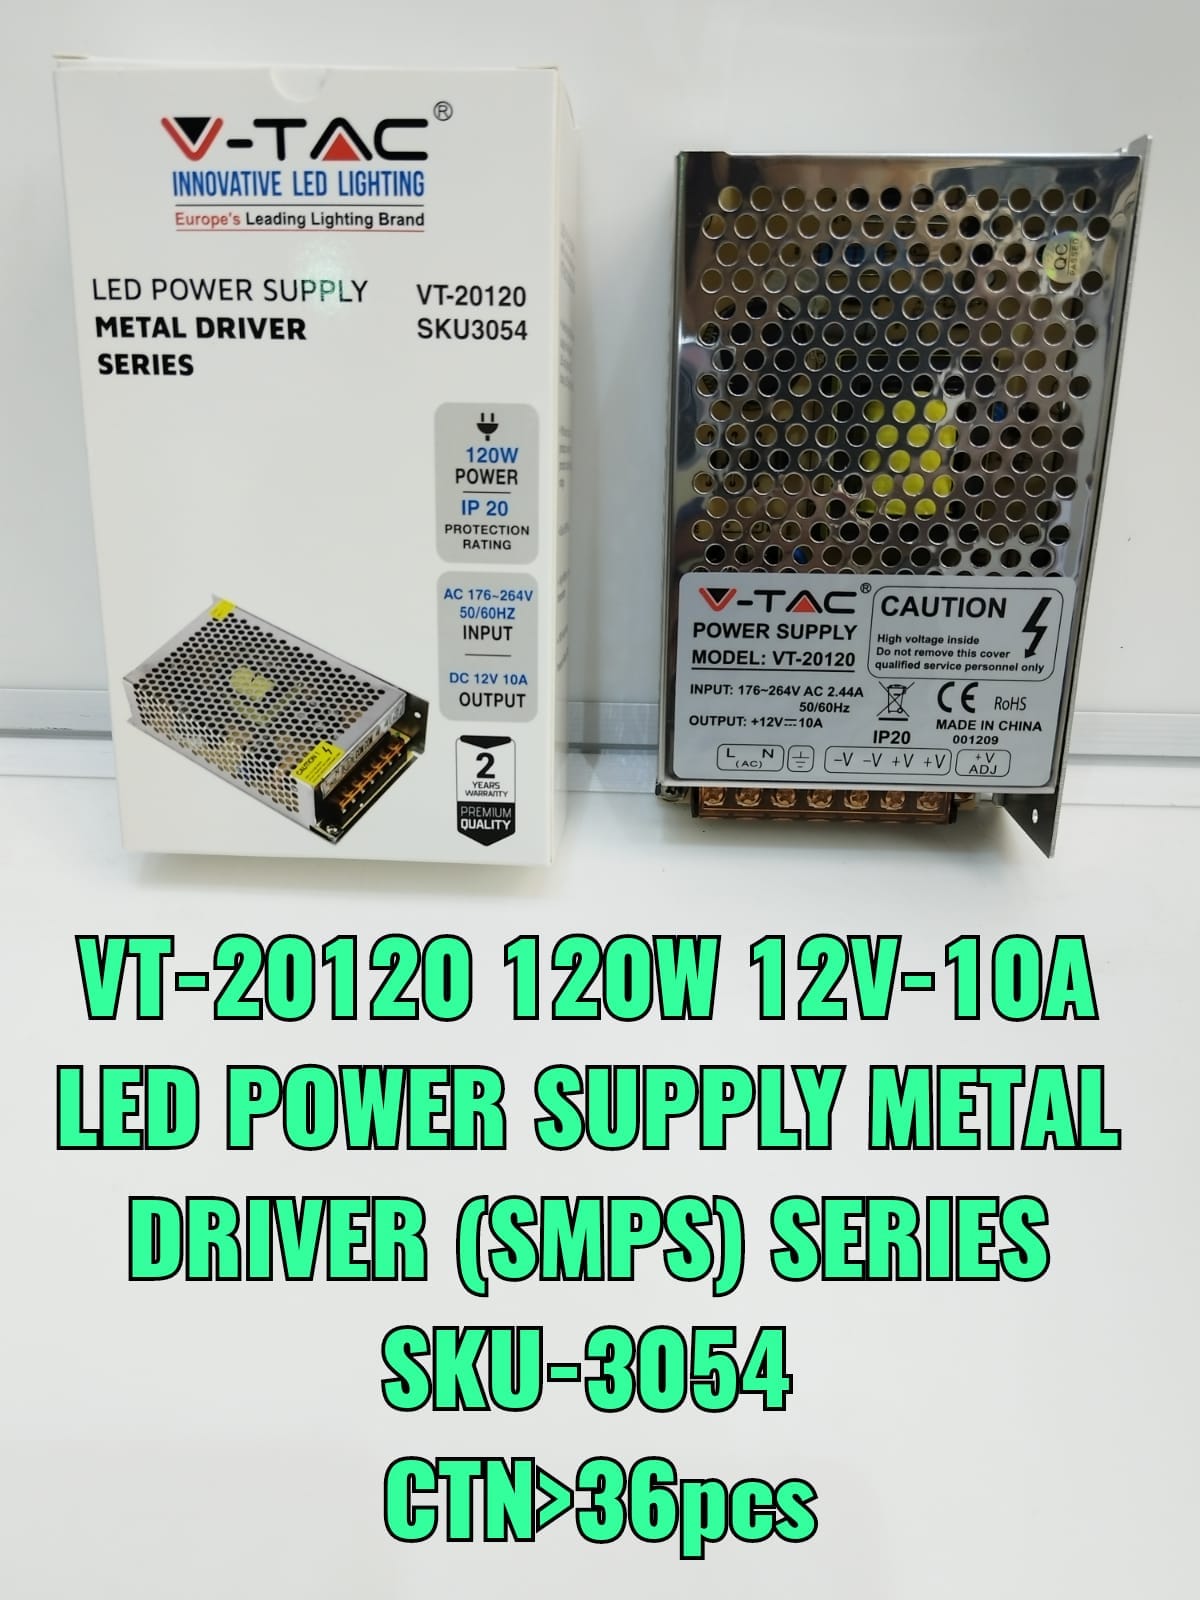 V-TAC®
INNOVATIVE LED LIGHTING
Europe's Leading Lighting Brand
LED POWER SUPPLY
METAL DRIVER
SERIES
VT-20120
SKU3054
120W
POWER
IP 20
PROTECTION
RATING
AC 176~264V
50/60HZ
INPUT
DC 12V 10A
OUTPUT
2
YEARS
WARRANTY
PREMIUM
QUALITY
CAUTION
QC
PASSED
V-TAC®
POWER SUPPLY
MODEL: VT-20120
CAUTION
High voltage inside
Do not remove this cover
qualified service personnel only
INPUT: 176~264V AC 2.44A
50/60Hz
OUTPUT: +12V⎓10A
IP20
CE RoHS
MADE IN CHINA
001209
L N
(AC)
-V -V +V +V
+V
ADJ
VT-20120 120W 12V-10A
LED POWER SUPPLY METAL
DRIVER (SMPS) SERIES
SKU-3054
CTN>36pcs